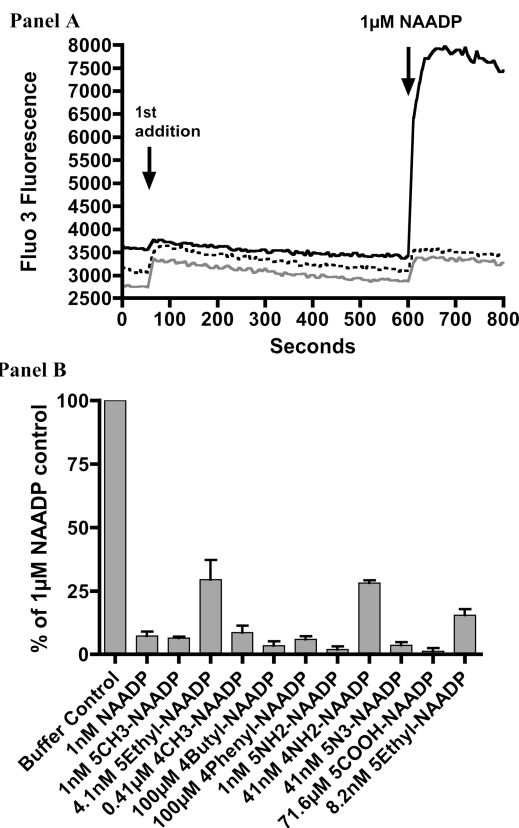 Panel A
1µM NAADP
8000
7500
7000
6500
6000
5500
5000
4500
4000
3500
3000
2500
Fluo 3 Fluorescence
1st
addition
0
100
200
300
400
500
600
700
800
Seconds
Panel B
100
75
50
25
0
% of 1µM NAADP control
Buffer Control
1nM NAADP
1nM 5CH3-NAADP
4.1nM 5Ethyl-NAADP
0.41µM 4CH3-NAADP
100µM 4Butyl-NAADP
100µM 4Phenyl-NAADP
1nM 5NH2-NAADP
41nM 4NH2-NAADP
41nM 5N3-NAADP
71.6µM 5COOH-NAADP
8.2nM 5Ethyl-NAADP